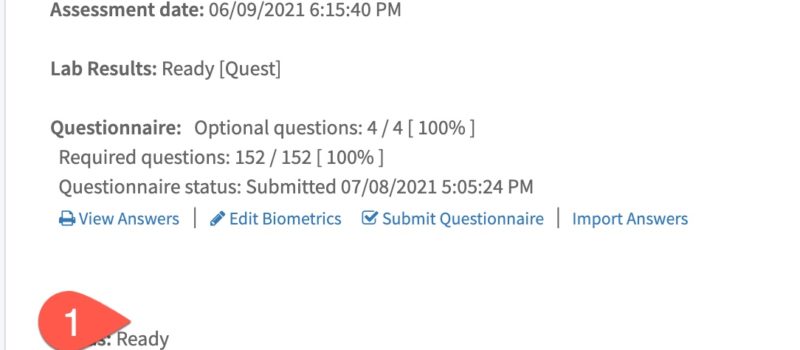 Assessment date: 06/09/2021 6:15:40 PM
Lab Results: Ready [Quest]
Questionnaire: Optional questions: 4 / 4 [ 100% ]
Required questions: 152 / 152 [ 100% ]
Questionnaire status: Submitted 07/08/2021 5:05:24 PM
View Answers | Edit Biometrics Submit Questionnaire | Import Answers
1
Ready